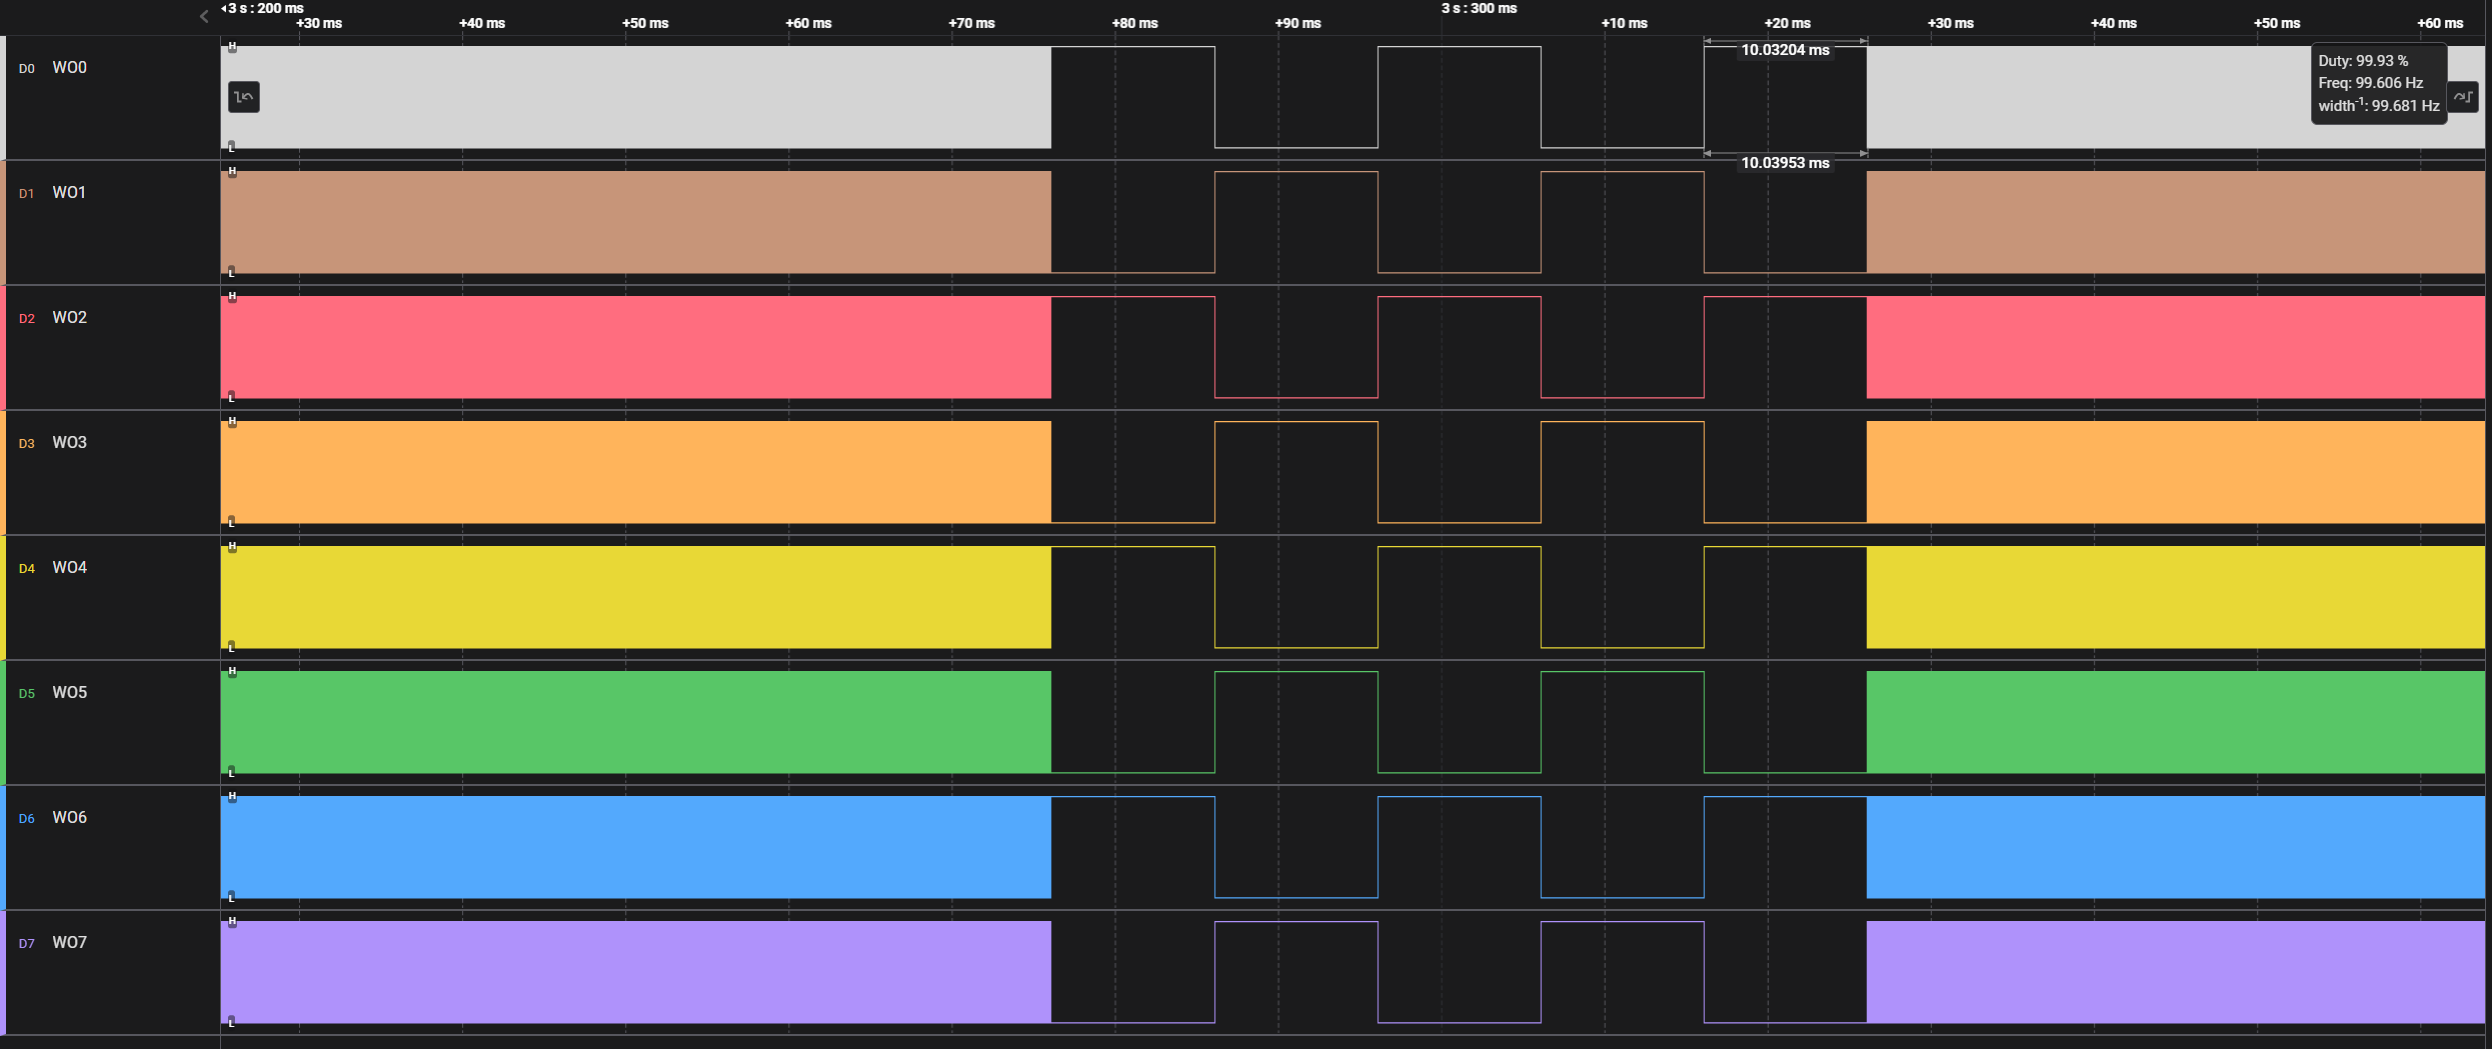 3 s : 200 ms
+30 ms +40 ms +50 ms +60 ms +70 ms +80 ms +90 ms 3 s : 300 ms +10 ms +20 ms +30 ms +40 ms +50 ms +60 ms
D0 WO0
H
L
10.03204 ms
10.03953 ms
Duty: 99.93 %
Freq: 99.606 Hz
width-1: 99.681 Hz
D1 WO1
H
L
D2 WO2
H
L
D3 WO3
H
L
D4 WO4
H
L
D5 WO5
H
L
D6 WO6
H
L
D7 WO7
H
L